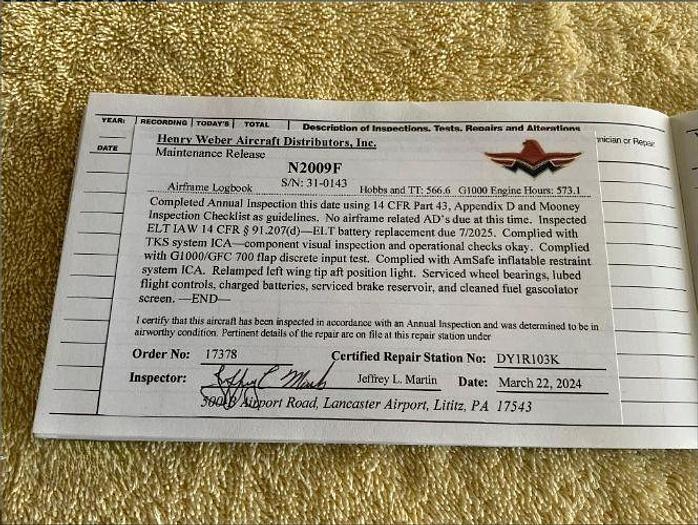 YEAR: RECORDING TODAY'S TOTAL Description of Inspections, Tests, Repairs and Alterations
DATE
nician or Repair
Henry Weber Aircraft Distributors, Inc.
Maintenance Release
N2009F
S/N: 31-0143
Airframe Logbook Hobbs and TT: 566.6 G1000 Engine Hours: 573.1
Completed Annual Inspection this date using 14 CFR Part 43, Appendix D and Mooney
Inspection Checklist as guidelines. No airframe related AD's due at this time. Inspected
ELT IAW 14 CFR § 91.207(d)—ELT battery replacement due 7/2025. Complied with
TKS system ICA—component visual inspection and operational checks okay. Complied
with G1000/GFC 700 flap discrete input test. Complied with AmSafe inflatable restraint
system ICA. Relamped left wing tip aft position light. Serviced wheel bearings, lubed
flight controls, charged batteries, serviced brake reservoir, and cleaned fuel gascolator
screen. —END—
I certify that this aircraft has been inspected in accordance with an Annual Inspection and was determined to be in
airworthy condition. Pertinent details of the repair are on file at this repair station under
Order No: 17378 Certified Repair Station No: DY1R103K
Inspector: Jeffrey L. Martin Date: March 22, 2024
Airport Road, Lancaster Airport, Lititz, PA 17543